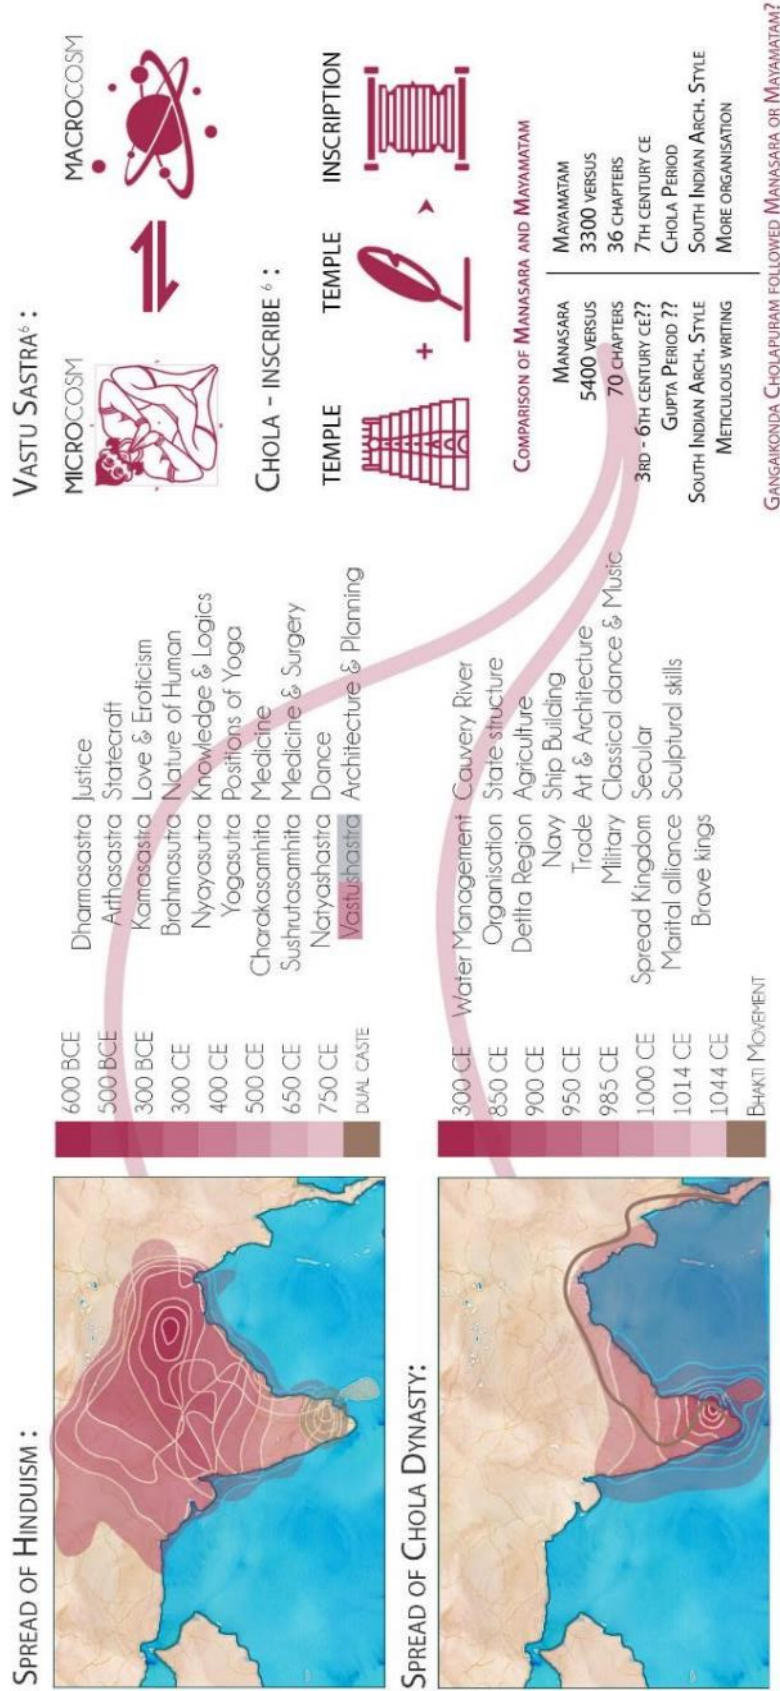 SPREAD OF HINDUISM :
600 BCE
500 BCE
300 BCE
300 CE
400 CE
500 CE
650 CE
750 CE
DUAL CASTE
Dharmasastra Justice
Arthasastra Statecraft
Kamasastra Love & Eroticism
Brahmasutra Nature of Human
Nyayasutra Knowledge & Logics
Yogasutra Positions of Yoga
Charakasamhita Medicine
Sushrutasamhita Medicine & Surgery
Natyashastra Dance
Vastushastra Architecture & Planning
SPREAD OF CHOLA DYNASTY:
300 CE
850 CE
900 CE
950 CE
985 CE
1000 CE
1014 CE
1044 CE
BHAKTI MOVEMENT
Water Management Cauvery River
Organisation State structure
Detlta Region Agriculture
Navy Ship Building
Trade Art & Architecture
Military Classical dance & Music
Spread Kingdom Secular
Marital alliance Sculptural skills
Brave kings
VASTU SASTRA⁶ :
MICROCOSM MACROCOSM
CHOLA – INSCRIBE ⁶ :
TEMPLE TEMPLE INSCRIPTION
+ >
COMPARISON OF MANASARA AND MAYAMATAM
MANASARA MAYAMATAM
5400 VERSUS 3300 VERSUS
70 CHAPTERS 36 CHAPTERS
3RD - 6TH CENTURY CE?? 7TH CENTURY CE
GUPTA PERIOD ?? CHOLA PERIOD
SOUTH INDIAN ARCH. STYLE SOUTH INDIAN ARCH. STYLE
METICULOUS WRITING MORE ORGANISATION
GANGAIKONDA CHOLAPURAM FOLLOWED MANASARA OR MAYAMATAM?